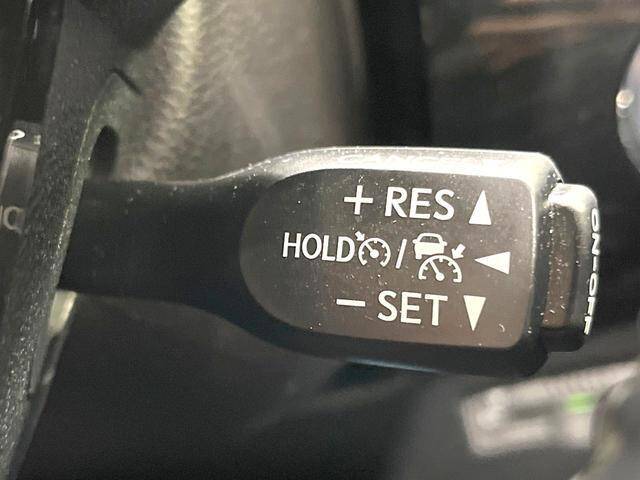 + RES ▲
HOLD / ◀
− SET ▼
ON-OFF